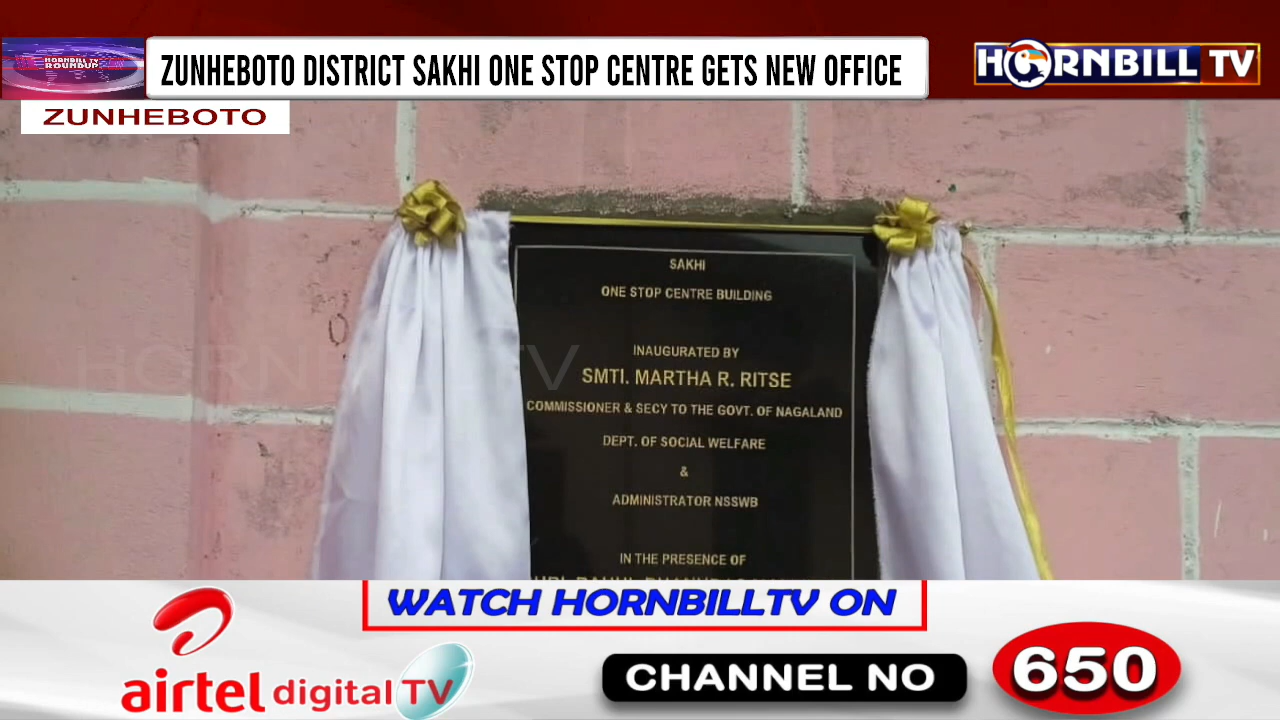 HORNBILL TV
ROUNDUP
ZUNHEBOTO DISTRICT SAKHI ONE STOP CENTRE GETS NEW OFFICE
HORNBILL TV
ZUNHEBOTO
SAKHI
ONE STOP CENTRE BUILDING
INAUGURATED BY
SMTI. MARTHA R. RITSE
COMMISSIONER & SECY TO THE GOVT. OF NAGALAND
DEPT. OF SOCIAL WELFARE
&
ADMINISTRATOR NSSWB
IN THE PRESENCE OF
HORNBILL TV
WATCH HORNBILLTV ON
airtel digital TV
CHANNEL NO
650